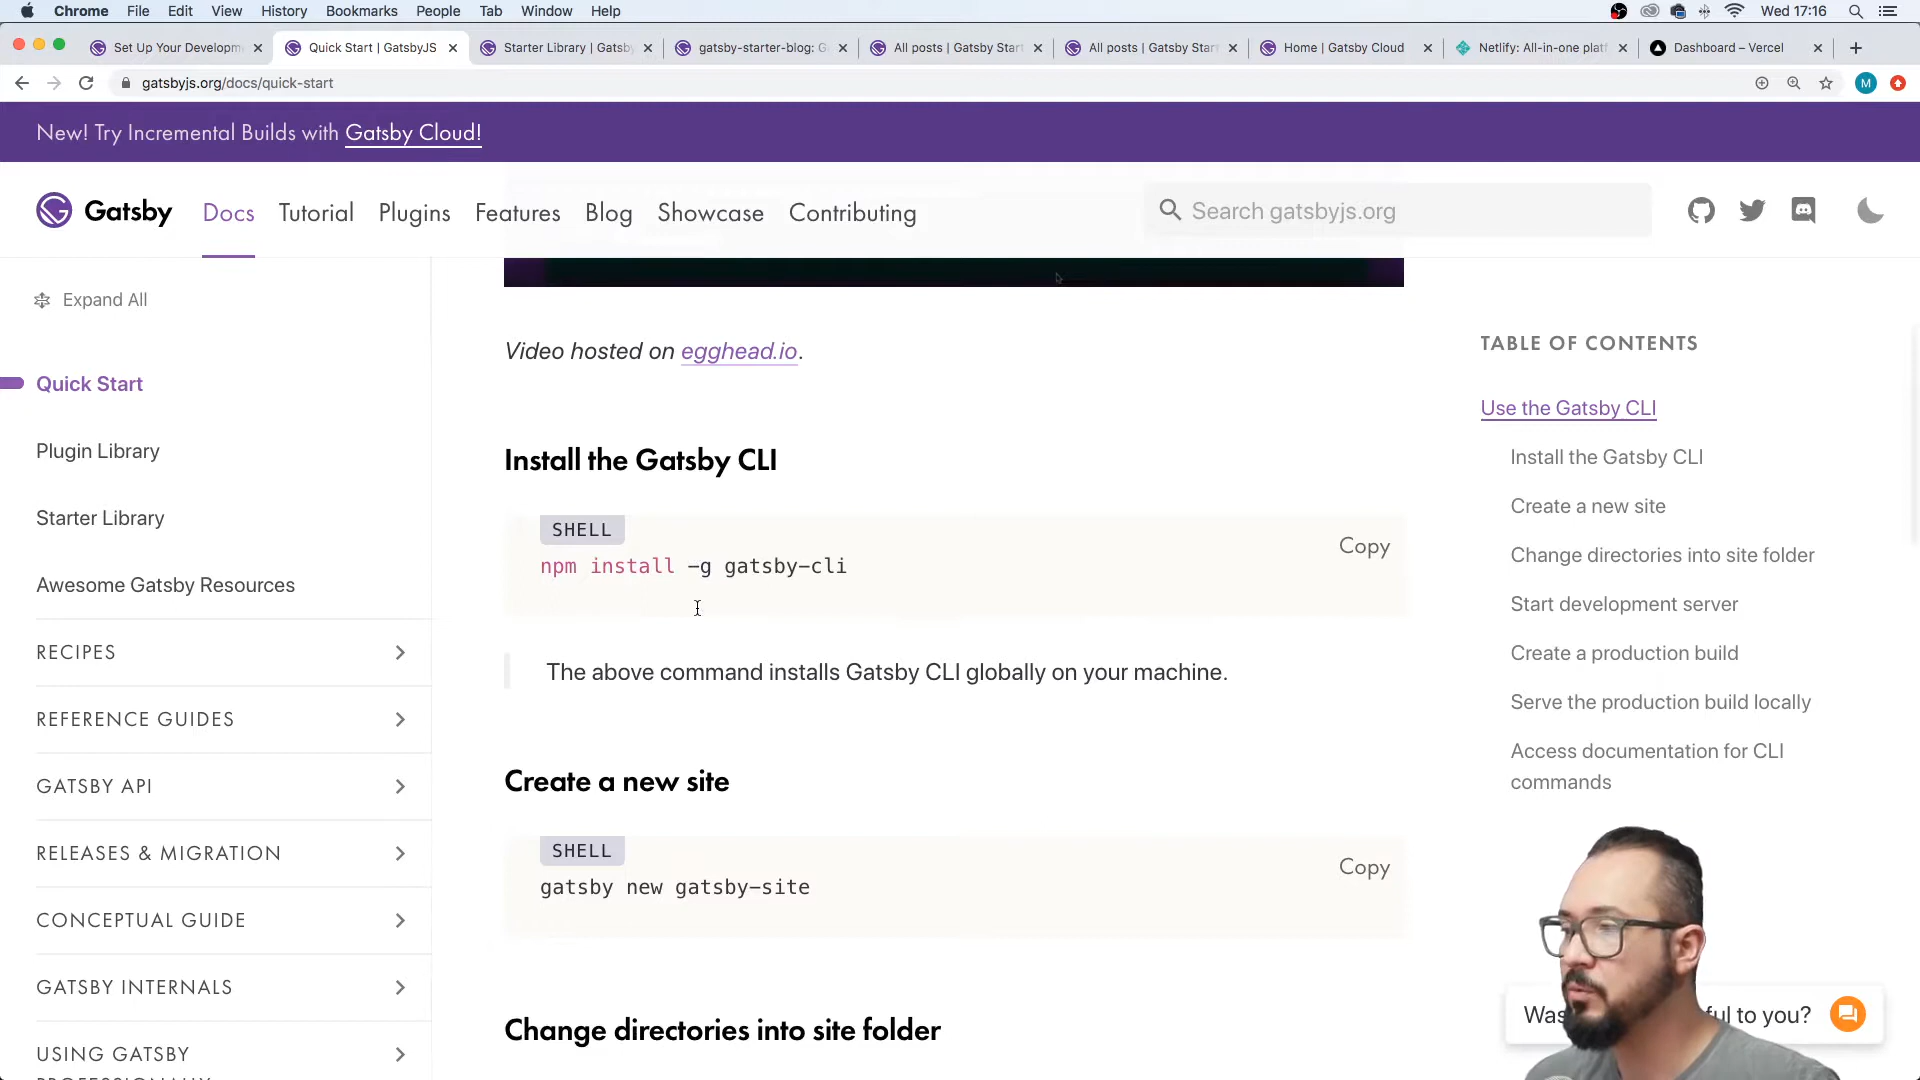 Chrome File Edit View History Bookmarks People Tab Window Help Wed 17:16
Set Up Your Developm
Quick Start | GatsbyJS
Starter Library | Gatsby
gatsby-starter-blog: G
All posts | Gatsby Start
All posts | Gatsby Start
Home | Gatsby Cloud
Netlify: All-in-one platf
Dashboard – Vercel
gatsbyjs.org/docs/quick-start
M
New! Try Incremental Builds with Gatsby Cloud!
Gatsby Docs Tutorial Plugins Features Blog Showcase Contributing
Search gatsbyjs.org
Expand All
Quick Start
Plugin Library
Starter Library
Awesome Gatsby Resources
RECIPES
REFERENCE GUIDES
GATSBY API
RELEASES & MIGRATION
CONCEPTUAL GUIDE
GATSBY INTERNALS
USING GATSBY
PROFESSIONALLY
Video hosted on egghead.io.
Install the Gatsby CLI
SHELL
Copy
npm install -g gatsby-cli
The above command installs Gatsby CLI globally on your machine.
Create a new site
SHELL
Copy
gatsby new gatsby-site
Change directories into site folder
TABLE OF CONTENTS
Use the Gatsby CLI
Install the Gatsby CLI
Create a new site
Change directories into site folder
Start development server
Create a production build
Serve the production build locally
Access documentation for CLI
commands
Was ful to you?